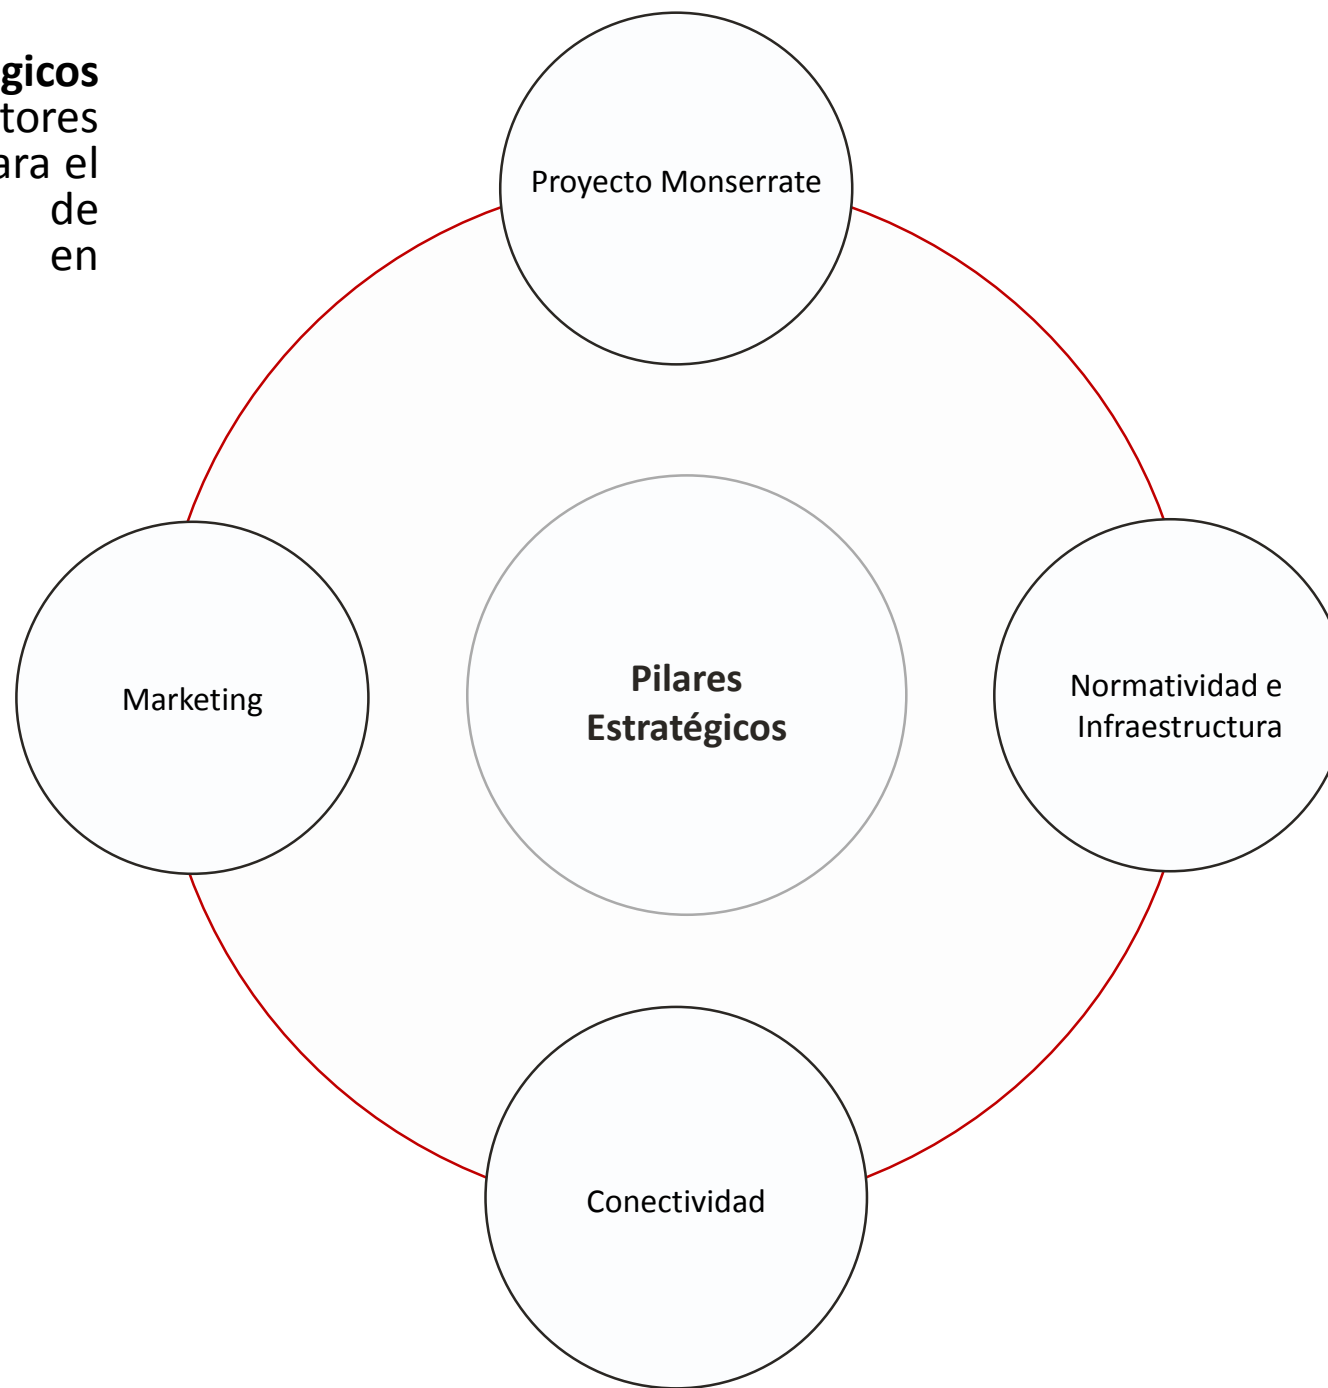 gicos
tores
ara el
de
en
Proyecto Monserrate
Marketing
Pilares
Estratégicos
Normatividad e
Infraestructura
Conectividad